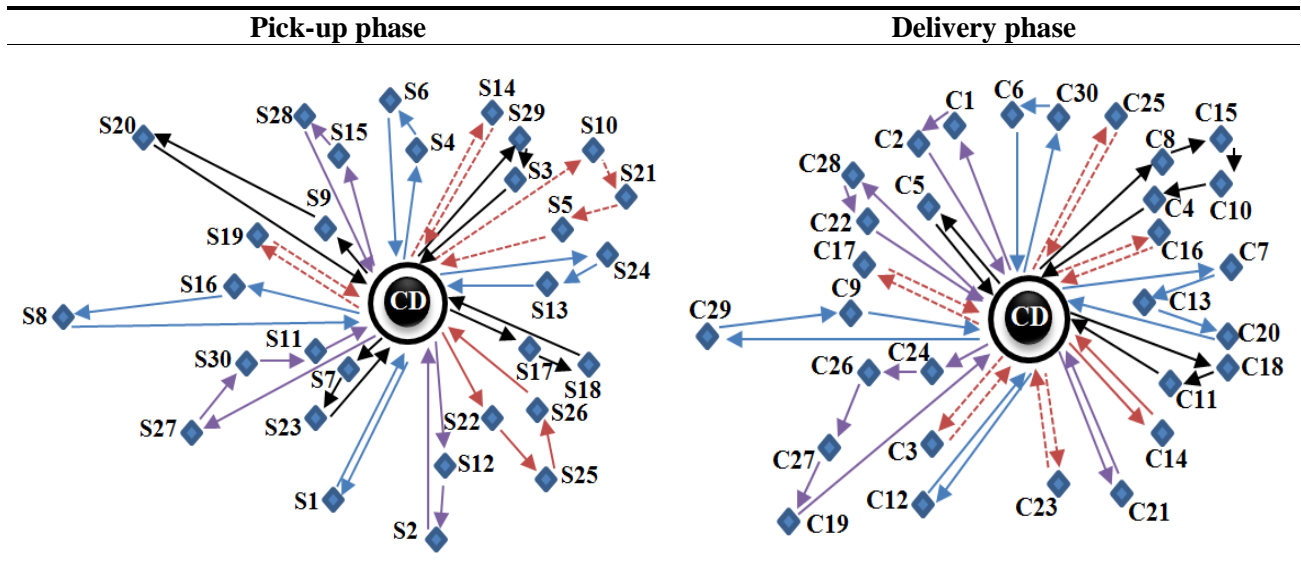 Pick-up phase
Delivery phase
S6
S14
S28
S29
S20
S15
S4
S10
S3
S21
S9
S5
S19
S24
S16
CD
S13
S8
S11
S30
S17
S7
S18
S26
S27
S23
S22
S12
S25
S1
S2
C6
C30
C1
C25
C15
C2
C8
C28
C5
C4
C10
C22
C16
C17
C7
C9
C13
C29
CD
C20
C24
C18
C26
C11
C3
C14
C27
C12
C23
C21
C19